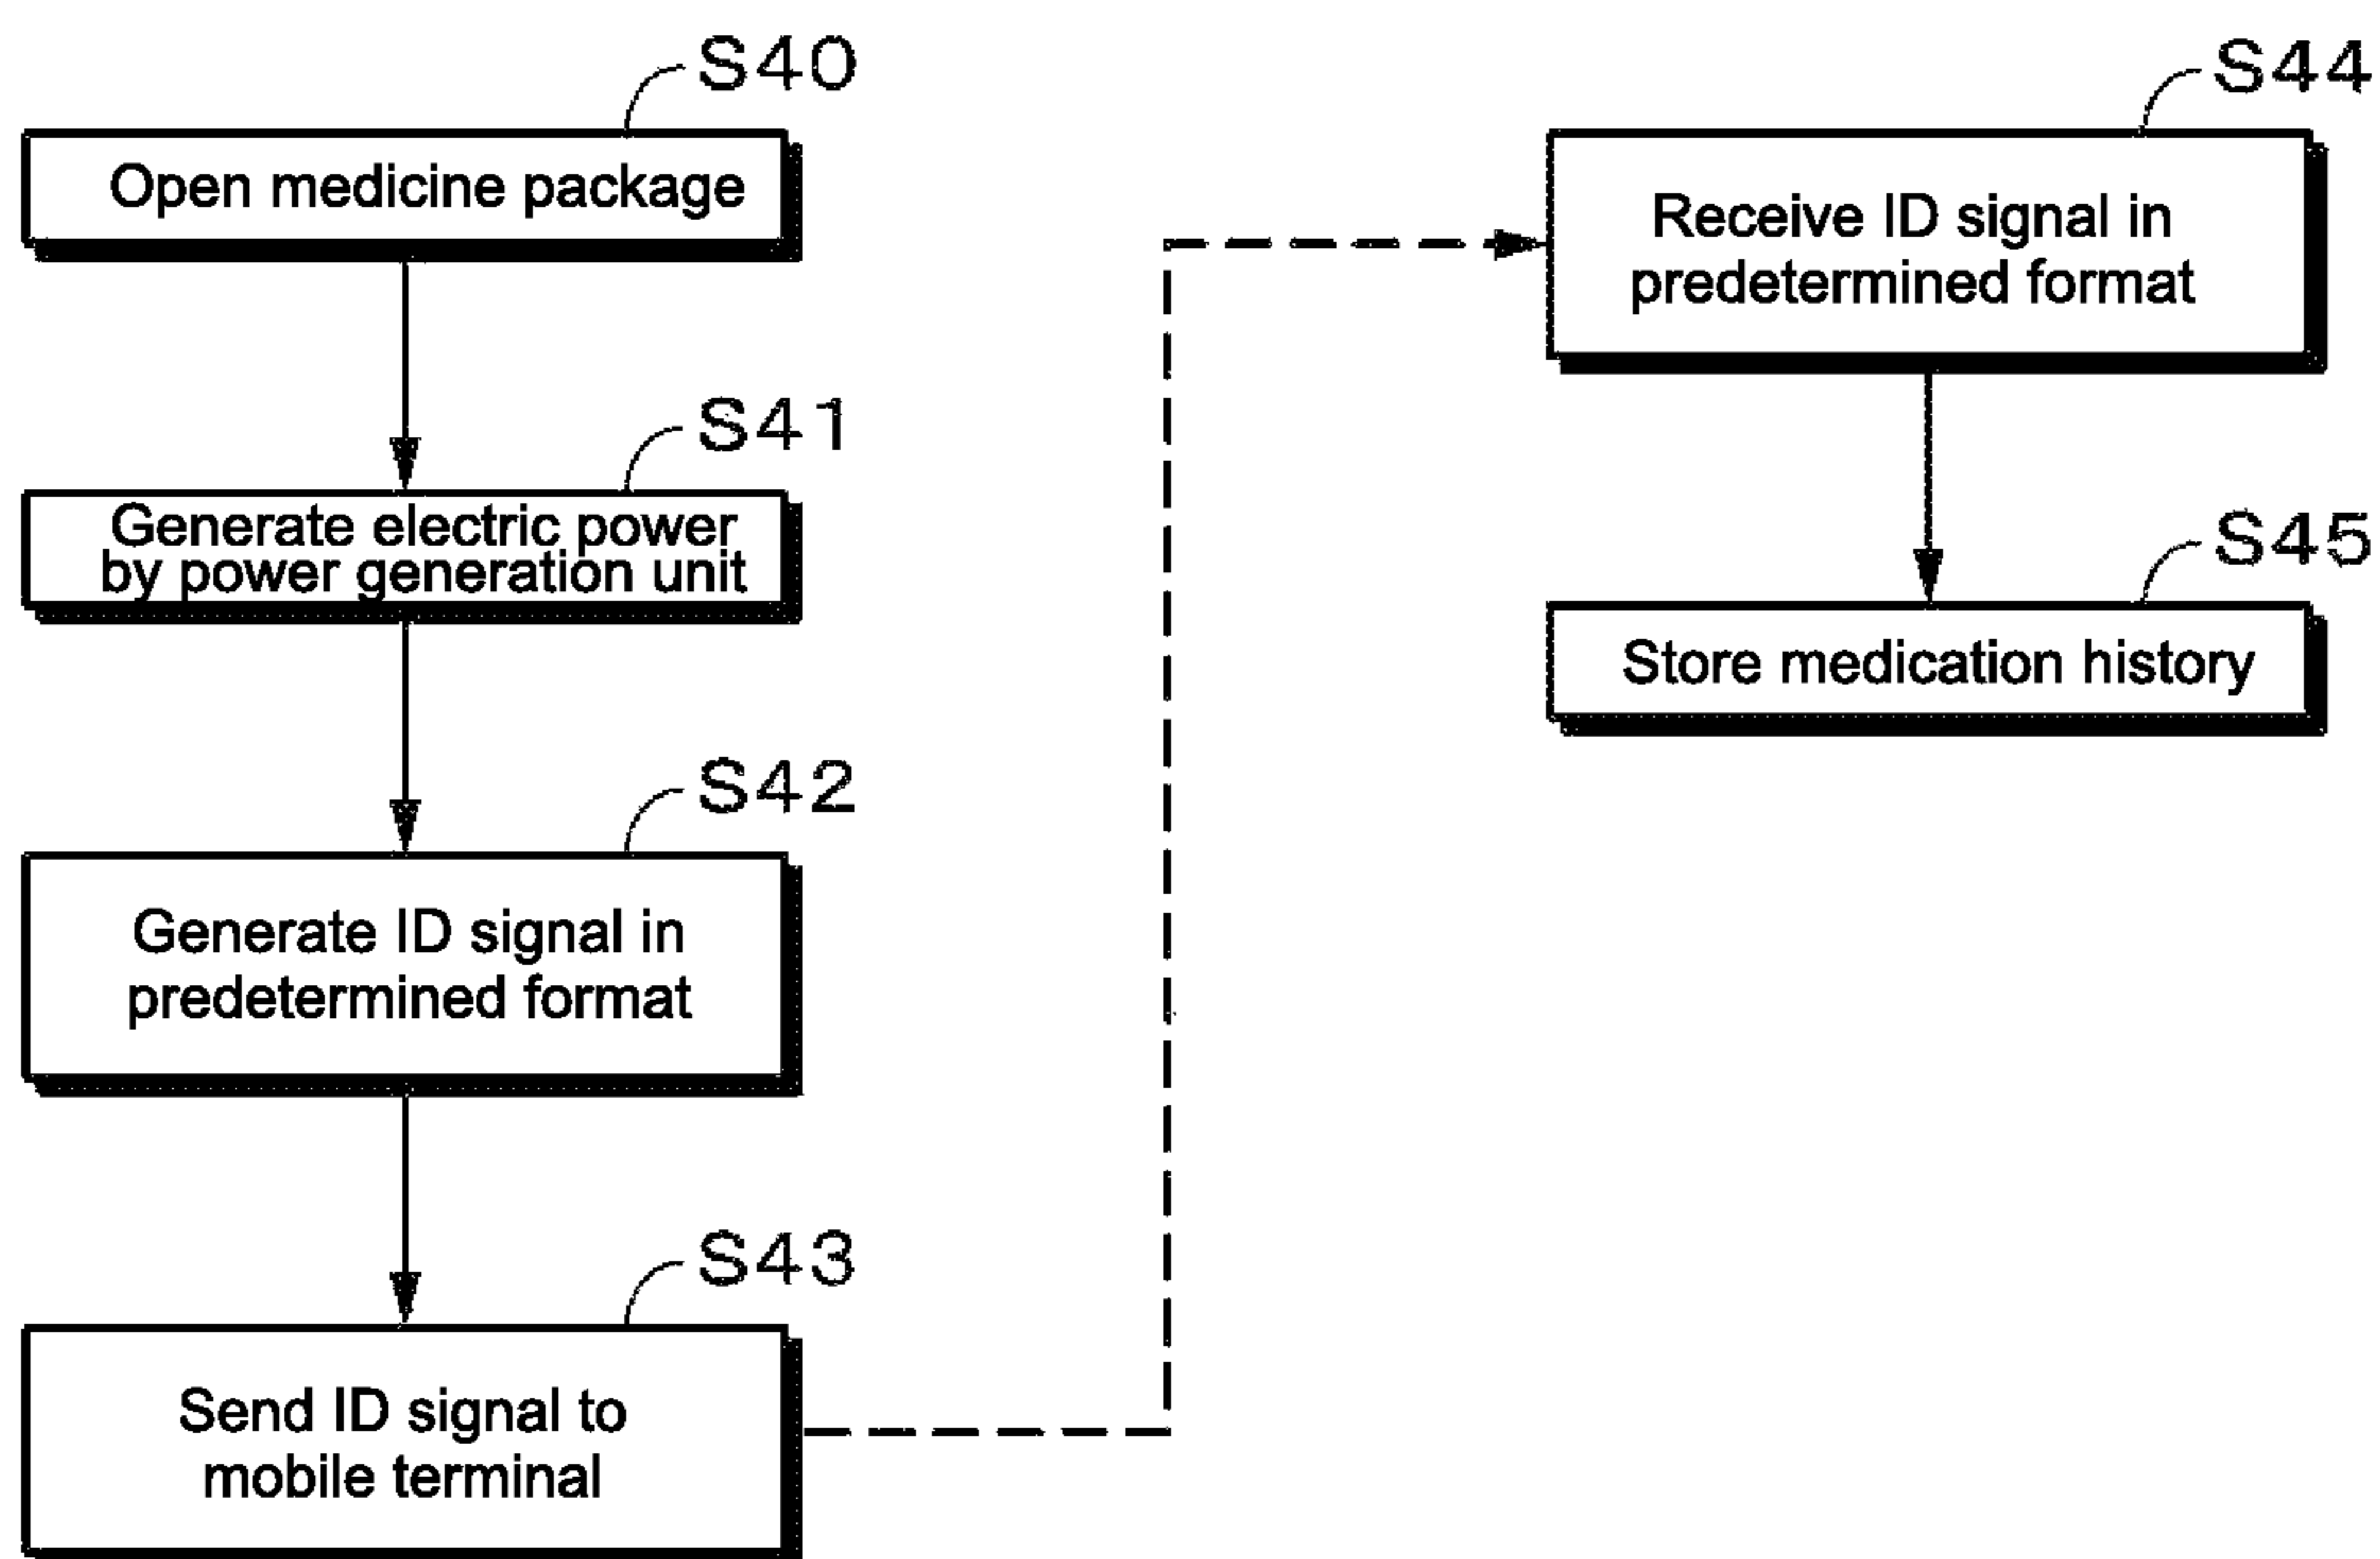 S40
Open medicine package
S41
Generate electric power
by power generation unit
S42
Generate ID signal in
predetermined format
S43
Send ID signal to
mobile terminal
S44
Receive ID signal in
predetermined format
S45
Store medication history